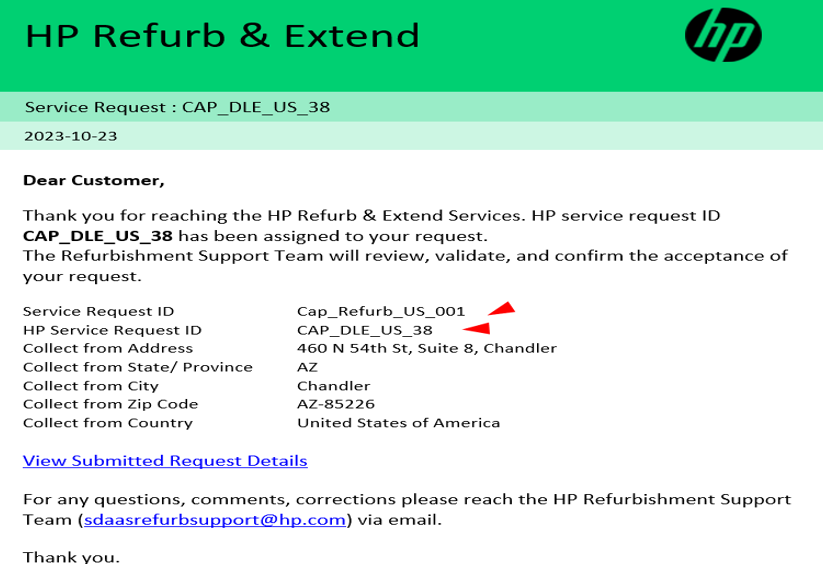 HP Refurb & Extend
hp
Service Request : CAP_DLE_US_38
2023-10-23
Dear Customer,
Thank you for reaching the HP Refurb & Extend Services. HP service request ID
CAP_DLE_US_38 has been assigned to your request.
The Refurbishment Support Team will review, validate, and confirm the acceptance of
your request.
Service Request ID Cap_Refurb_US_001
HP Service Request ID CAP_DLE_US_38
Collect from Address 460 N 54th St, Suite 8, Chandler
Collect from State/ Province AZ
Collect from City Chandler
Collect from Zip Code AZ-85226
Collect from Country United States of America
View Submitted Request Details
For any questions, comments, corrections please reach the HP Refurbishment Support
Team (sdaasrefurbsupport@hp.com) via email.
Thank you.